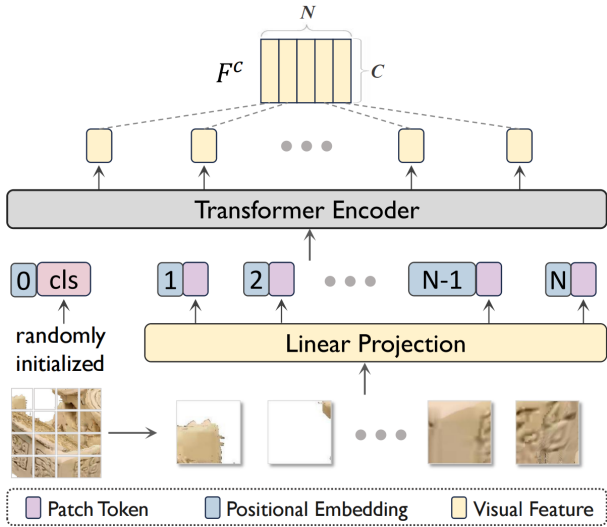 N
F^c
C
Transformer Encoder
0 cls
1
2
N-1
N
randomly
initialized
Linear Projection
Patch Token
Positional Embedding
Visual Feature